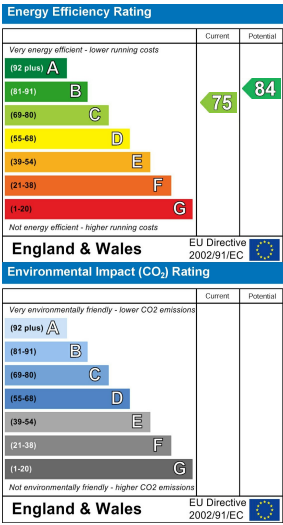 Energy Efficiency Rating
Current Potential
Very energy efficient - lower running costs
(92 plus) A
(81-91) B
(69-80) C
(55-68) D
(39-54) E
(21-38) F
(1-20) G
75
84
Not energy efficient - higher running costs
England & Wales
EU Directive
2002/91/EC
Environmental Impact (CO₂) Rating
Current Potential
Very environmentally friendly - lower CO2 emissions
(92 plus) A
(81-91) B
(69-80) C
(55-68) D
(39-54) E
(21-38) F
(1-20) G
Not environmentally friendly - higher CO2 emissions
England & Wales
EU Directive
2002/91/EC